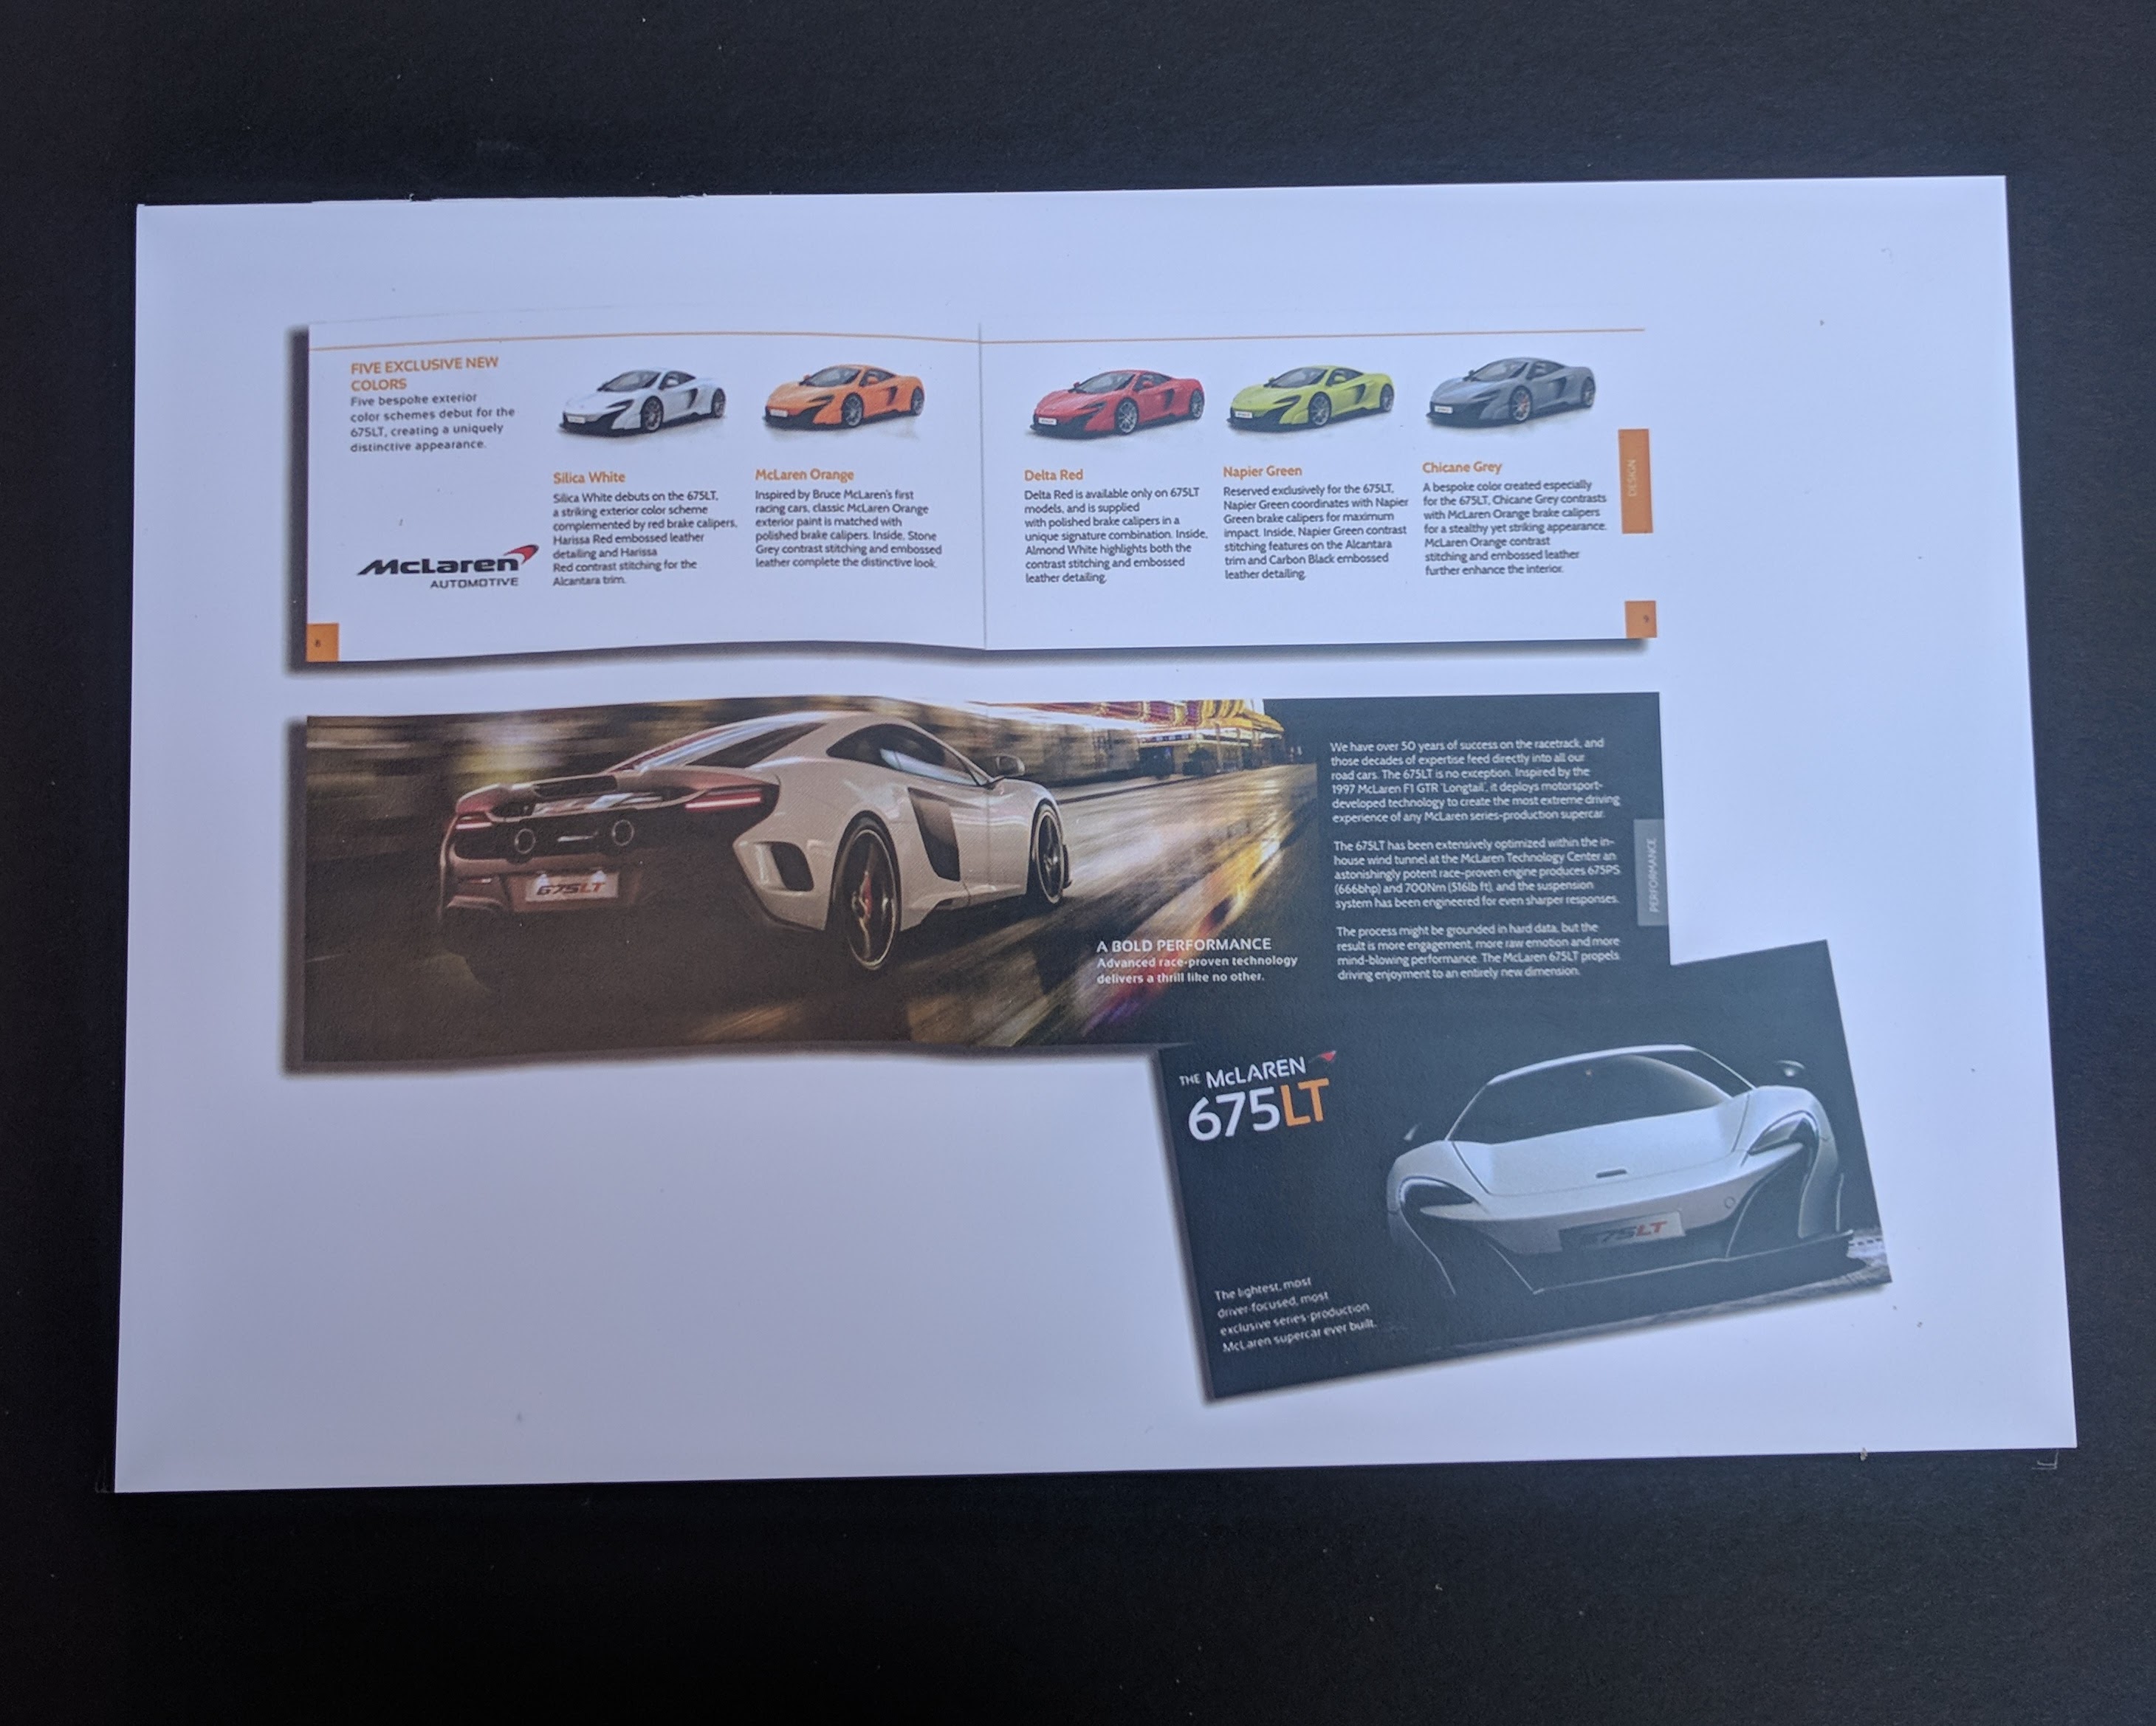 FIVE EXCLUSIVE NEW
COLORS
Five bespoke exterior
color schemes debut for the
675LT, creating a uniquely
distinctive appearance.
McLaren
AUTOMOTIVE
8
Silica White
Silica White debuts on the 675LT,
a striking exterior color scheme
complemented by red brake calipers,
Harissa Red embossed leather
detailing and Harissa
Red contrast stitching for the
Alcantara trim.
McLaren Orange
Inspired by Bruce McLaren's first
racing cars, classic McLaren Orange
exterior paint is matched with
polished brake calipers. Inside, Stone
Grey contrast stitching and embossed
leather complete the distinctive look.
Delta Red
Delta Red is available only on 675LT
models, and is supplied
with polished brake calipers in a
unique signature combination. Inside,
Almond White highlights both the
contrast stitching and embossed
leather detailing.
Napier Green
Reserved exclusively for the 675LT,
Napier Green coordinates with Napier
Green brake calipers for maximum
impact. Inside, Napier Green contrast
stitching features on the Alcantara
trim and Carbon Black embossed
leather detailing.
Chicane Grey
A bespoke color created especially
for the 675LT, Chicane Grey contrasts
with McLaren Orange brake calipers
for a stealthy yet striking appearance.
McLaren Orange contrast
stitching and embossed leather
further enhance the interior.
DESIGN
9
675LT
A BOLD PERFORMANCE
Advanced race-proven technology
delivers a thrill like no other.
We have over 50 years of success on the racetrack, and
those decades of expertise feed directly into all our
road cars. The 675LT is no exception. Inspired by the
1997 McLaren F1 GTR 'Longtail', it deploys motorsport-
developed technology to create the most extreme driving
experience of any McLaren series-production supercar.
The 675LT has been extensively optimized within the in-
house wind tunnel at the McLaren Technology Center an
astonishingly potent race-proven engine produces 675PS
(666bhp) and 700Nm (516lb ft), and the suspension
system has been engineered for even sharper responses.
The process might be grounded in hard data, but the
result is more engagement, more raw emotion and more
mind-blowing performance. The McLaren 675LT propels
driving enjoyment to an entirely new dimension.
PERFORMANCE
THE McLAREN
675LT
75LT
The lightest, most
driver-focused, most
exclusive series-production
McLaren supercar ever built.